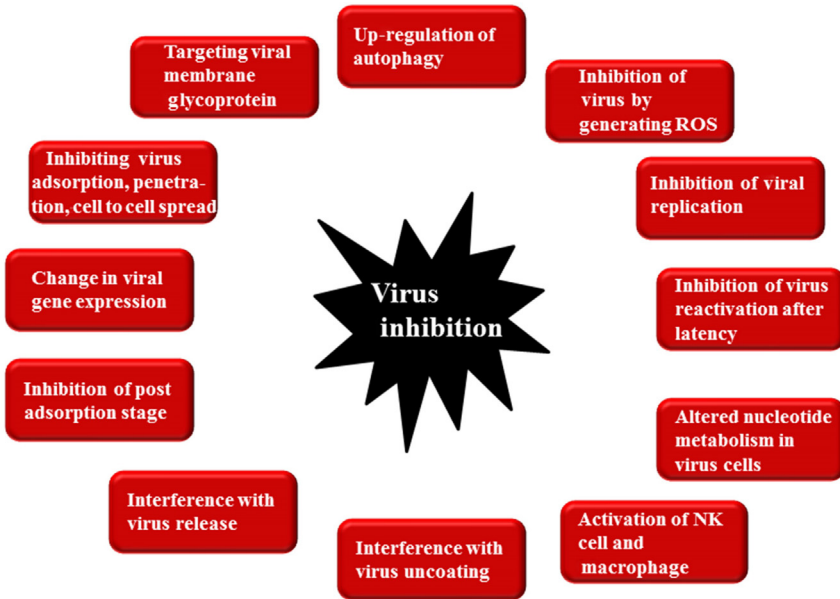 Up-regulation of
autophagy
Inhibition of
virus by
generating ROS
Inhibition of viral
replication
Inhibition of virus
reactivation after
latency
Altered nucleotide
metabolism in
virus cells
Activation of NK
cell and
macrophage
Interference with
virus uncoating
Interference with
virus release
Inhibition of post
adsorption stage
Change in viral
gene expression
Inhibiting virus
adsorption, penetra-
tion, cell to cell spread
Targeting viral
membrane
glycoprotein
Virus
inhibition